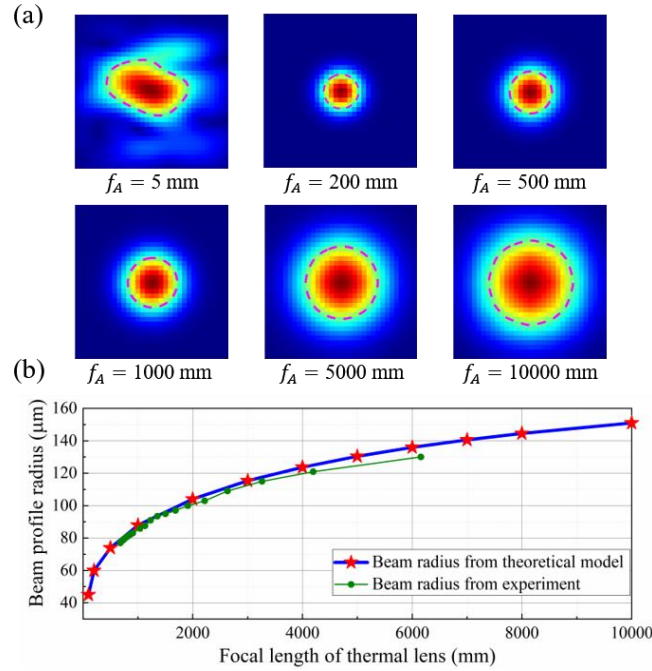 (a)
f_A = 5 mm f_A = 200 mm f_A = 500 mm
f_A = 1000 mm f_A = 5000 mm f_A = 10000 mm
(b)
160
140
120
100
80
60
40
Beam profile radius (μm)
Beam radius from theoretical model
Beam radius from experiment
2000 4000 6000 8000 10000
Focal length of thermal lens (mm)